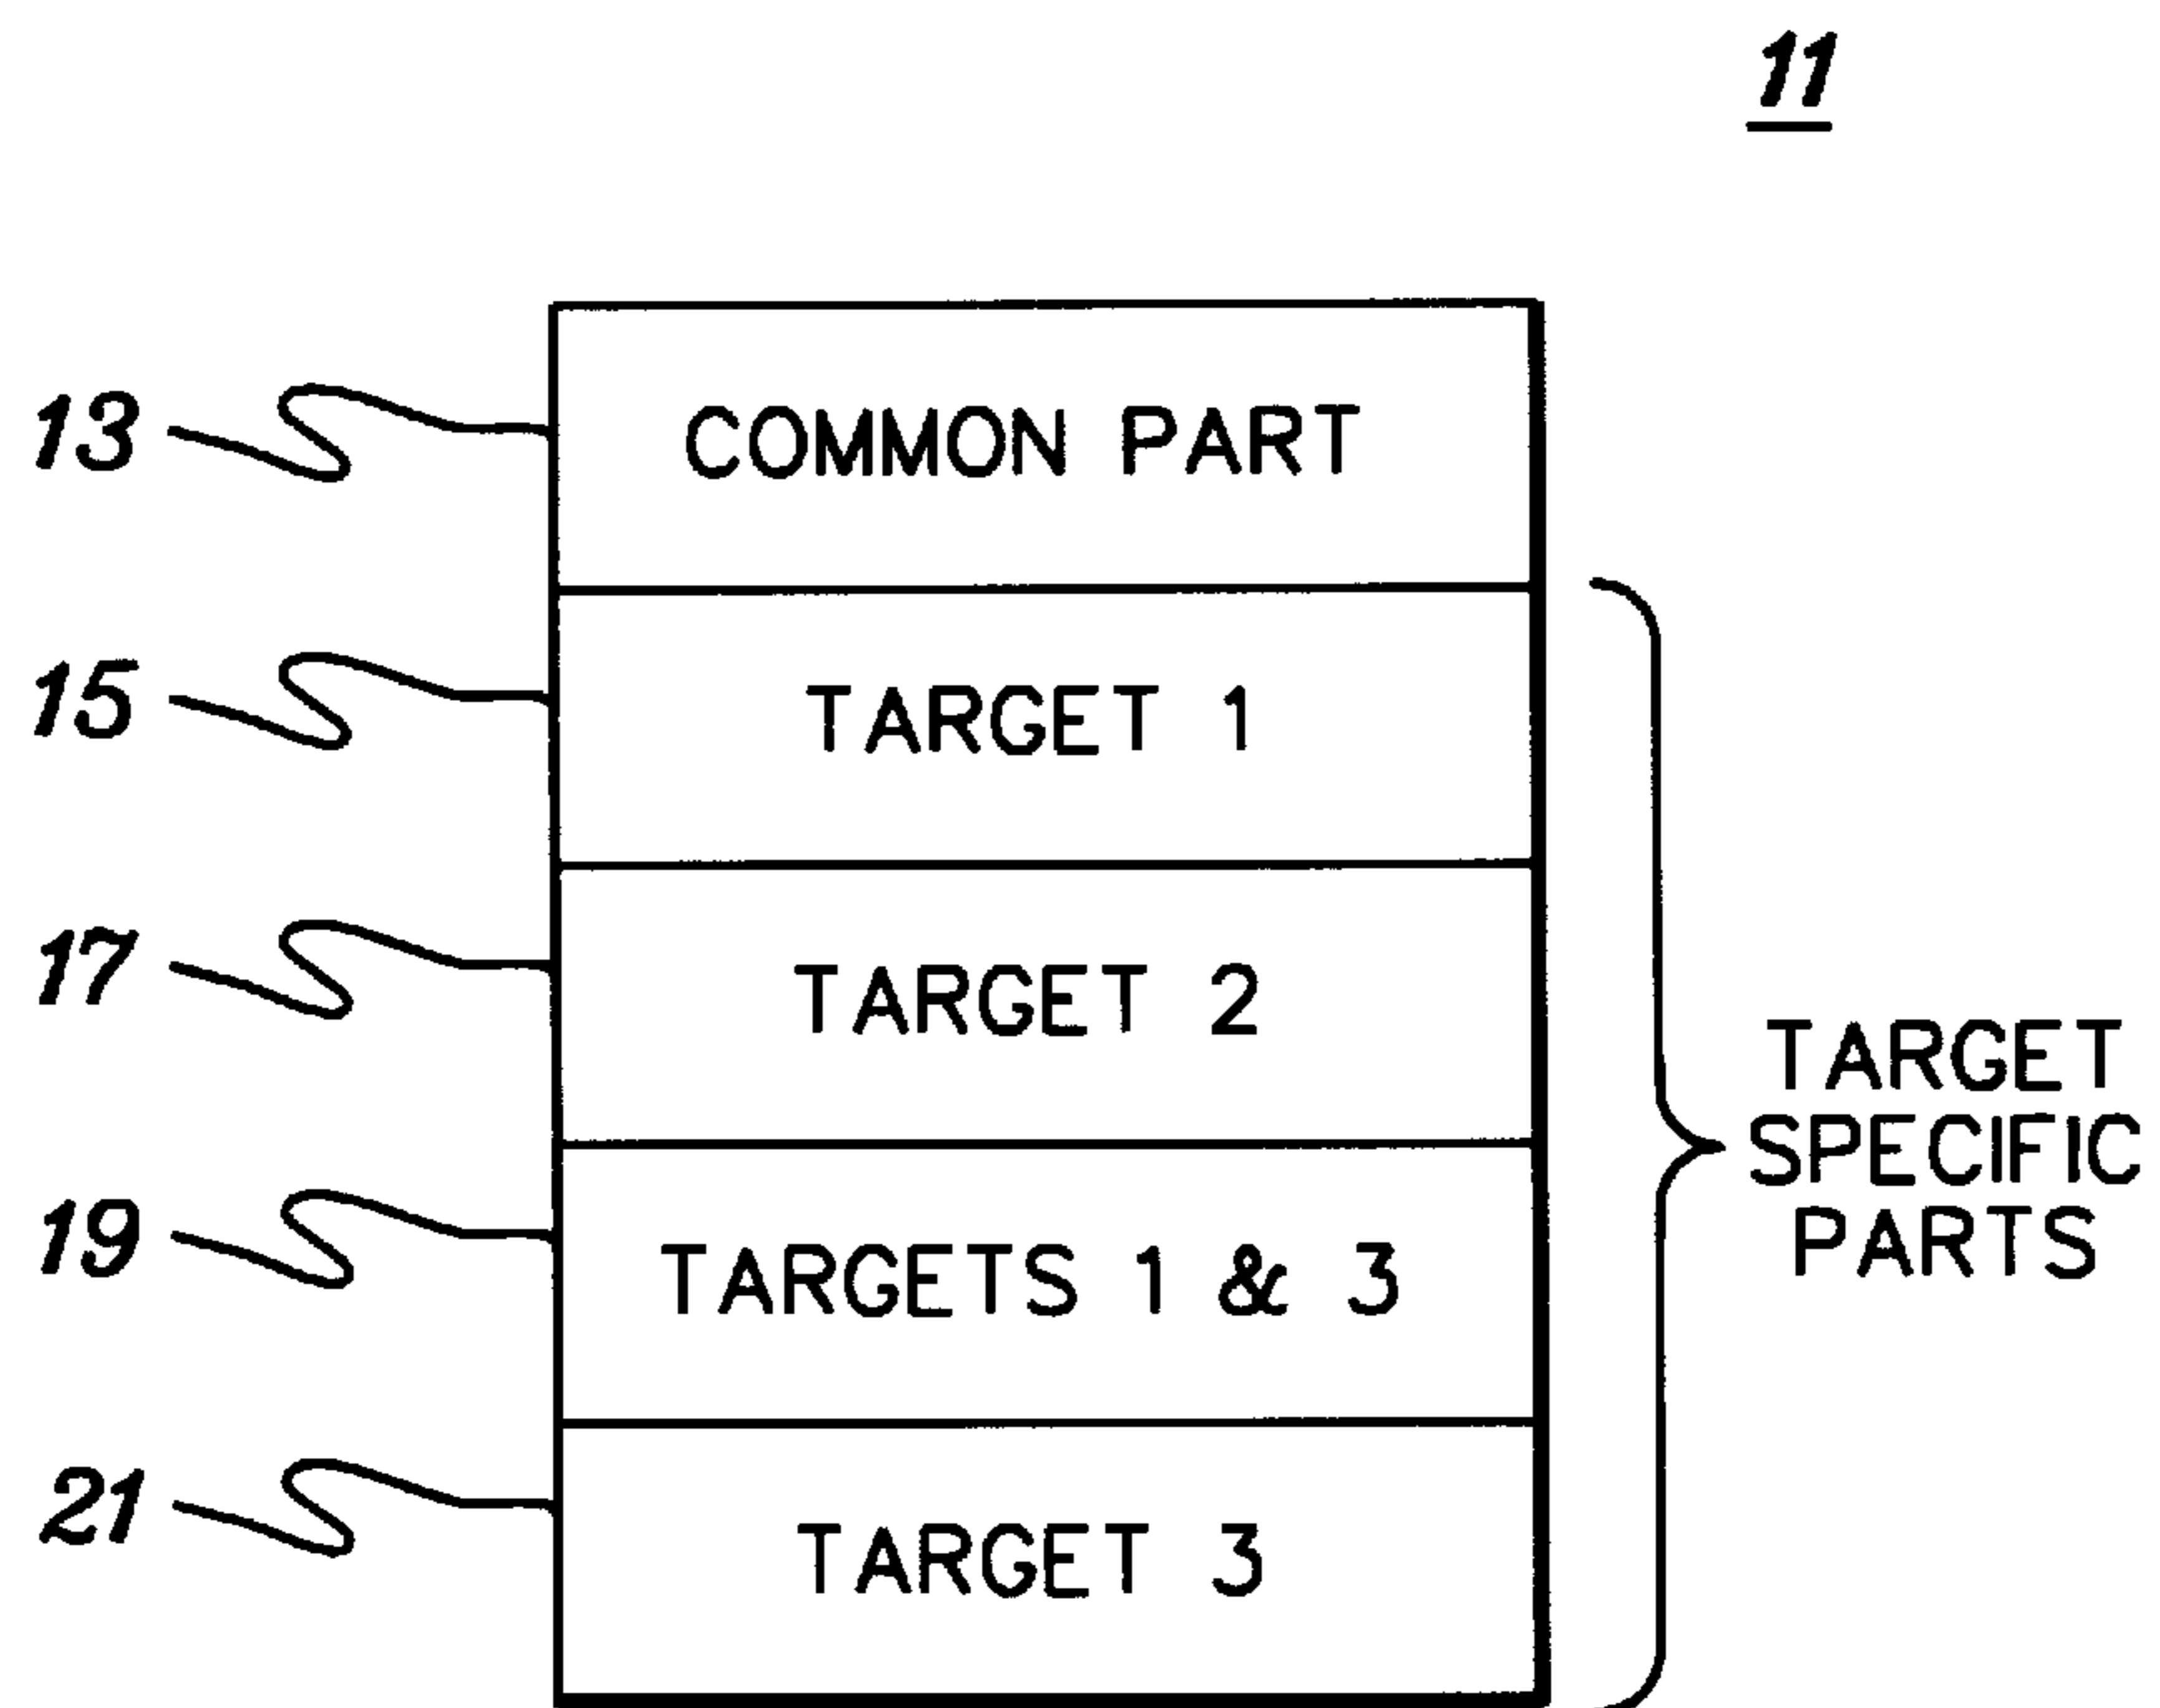 11
13
COMMON PART
15
TARGET 1
17
TARGET 2
19
TARGETS 1 & 3
21
TARGET 3
TARGET
SPECIFIC
PARTS